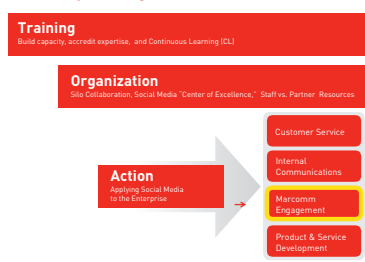 Training
Build capacity, accredit expertise, and Continuous Learning (CL)
Organization
Silo Collaboration, Social Media “Center of Excellence,” Staff vs. Partner Resources
Action
Applying Social Media
to the Enterprise
Customer Service
Internal
Communications
Marcomm
Engagement
Product & Service
Development